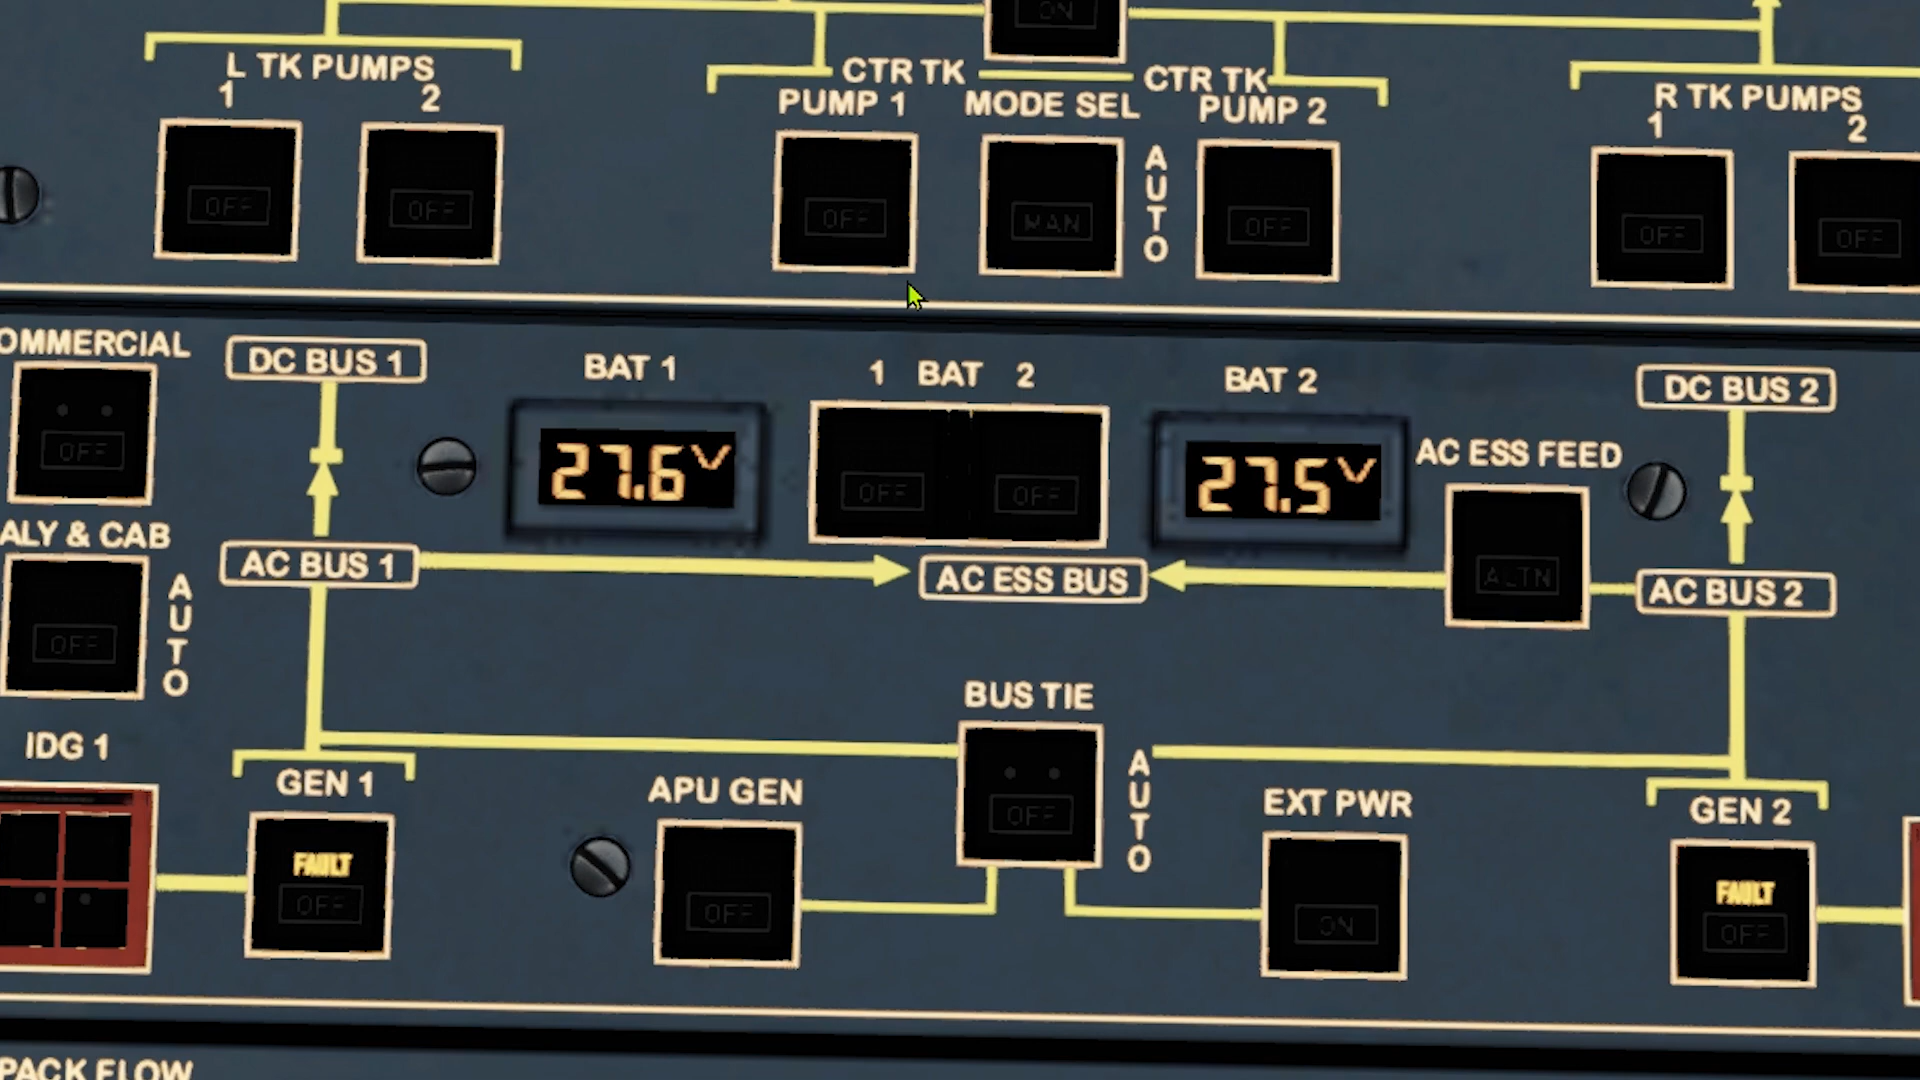 ON
L TK PUMPS
1 2
CTR TK
PUMP 1
MODE SEL
CTR TK
PUMP 2
R TK PUMPS
1 2
OFF
OFF
OFF
MAN
AUTO
OFF
OFF
OFF
OMMERCIAL
OFF
DC BUS 1
BAT 1
27.6V
1 BAT 2
OFF
OFF
BAT 2
27.5V
AC ESS FEED
ALTN
DC BUS 2
ALY & CAB
OFF
AUTO
AC BUS 1
AC ESS BUS
AC BUS 2
IDG 1
GEN 1
FAULT
OFF
APU GEN
OFF
BUS TIE
OFF
AUTO
EXT PWR
ON
GEN 2
FAULT
OFF
PACK FLOW